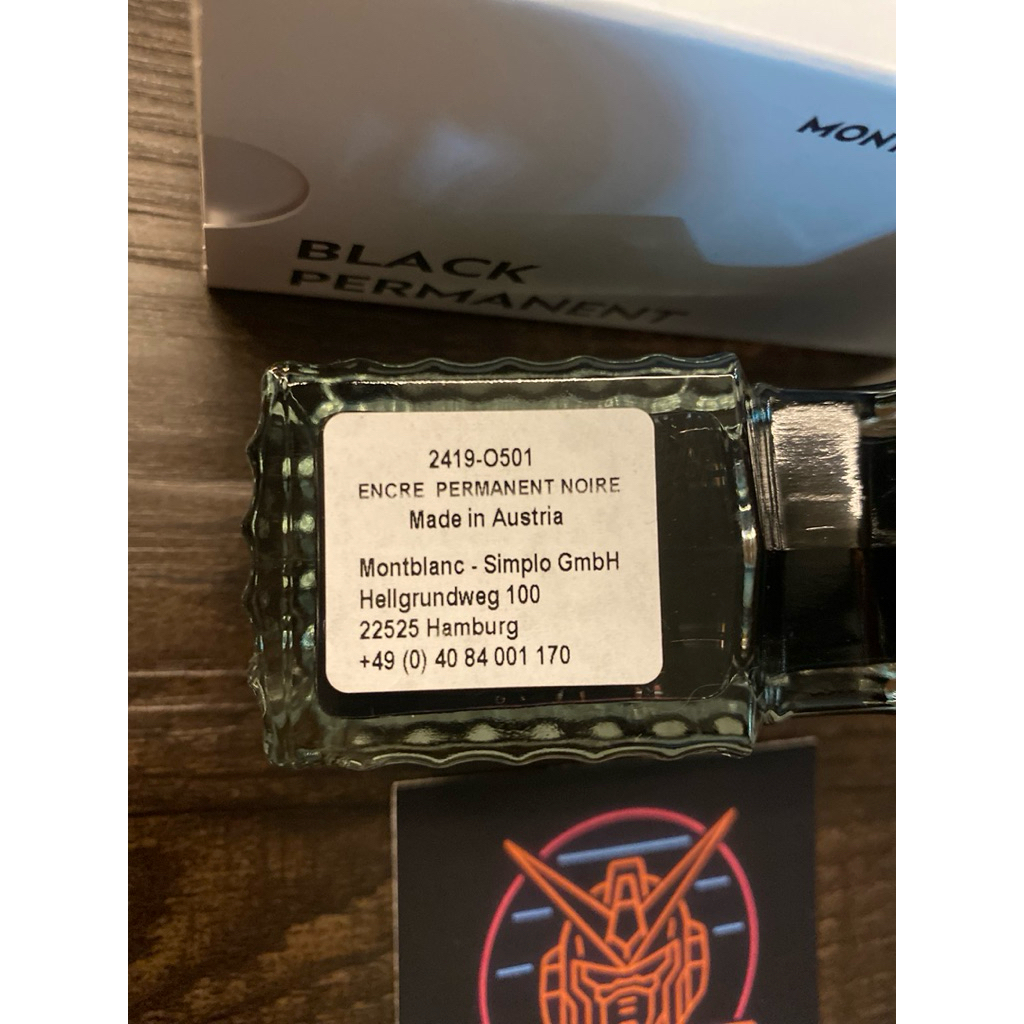 BLACK
PERMANENT
2419-O501
ENCRE PERMANENT NOIRE
Made in Austria
Montblanc - Simplo GmbH
Hellgrundweg 100
22525 Hamburg
+49 (0) 40 84 001 170